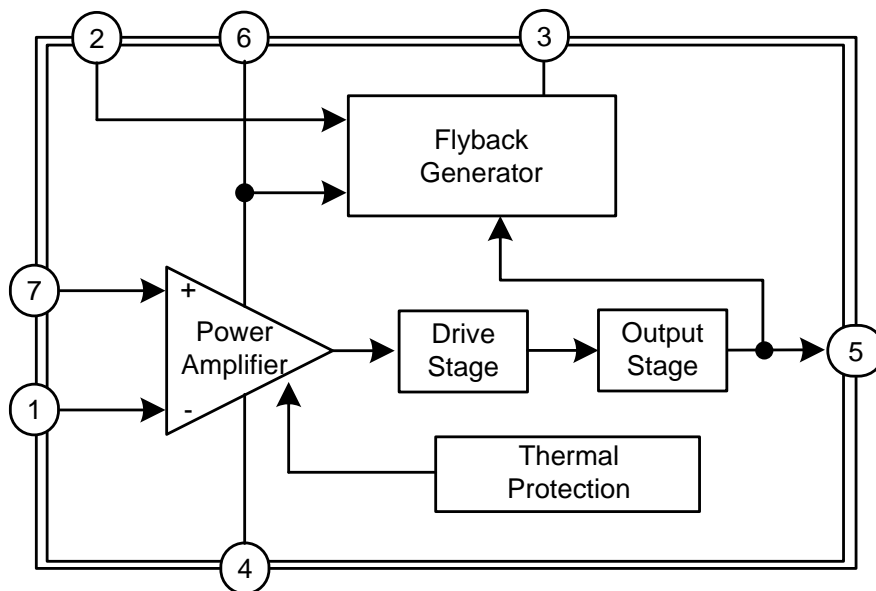 2
6
3
Flyback
Generator
7
+
Power
Amplifier
Drive
Stage
Output
Stage
5
1
-
Thermal
Protection
4